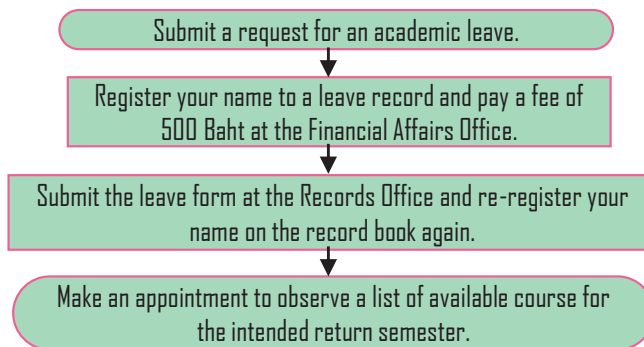 Submit a request for an academic leave.
Register your name to a leave record and pay a fee of
500 Baht at the Financial Affairs Office.
Submit the leave form at the Records Office and re-register your
name on the record book again.
Make an appointment to observe a list of available course for
the intended return semester.